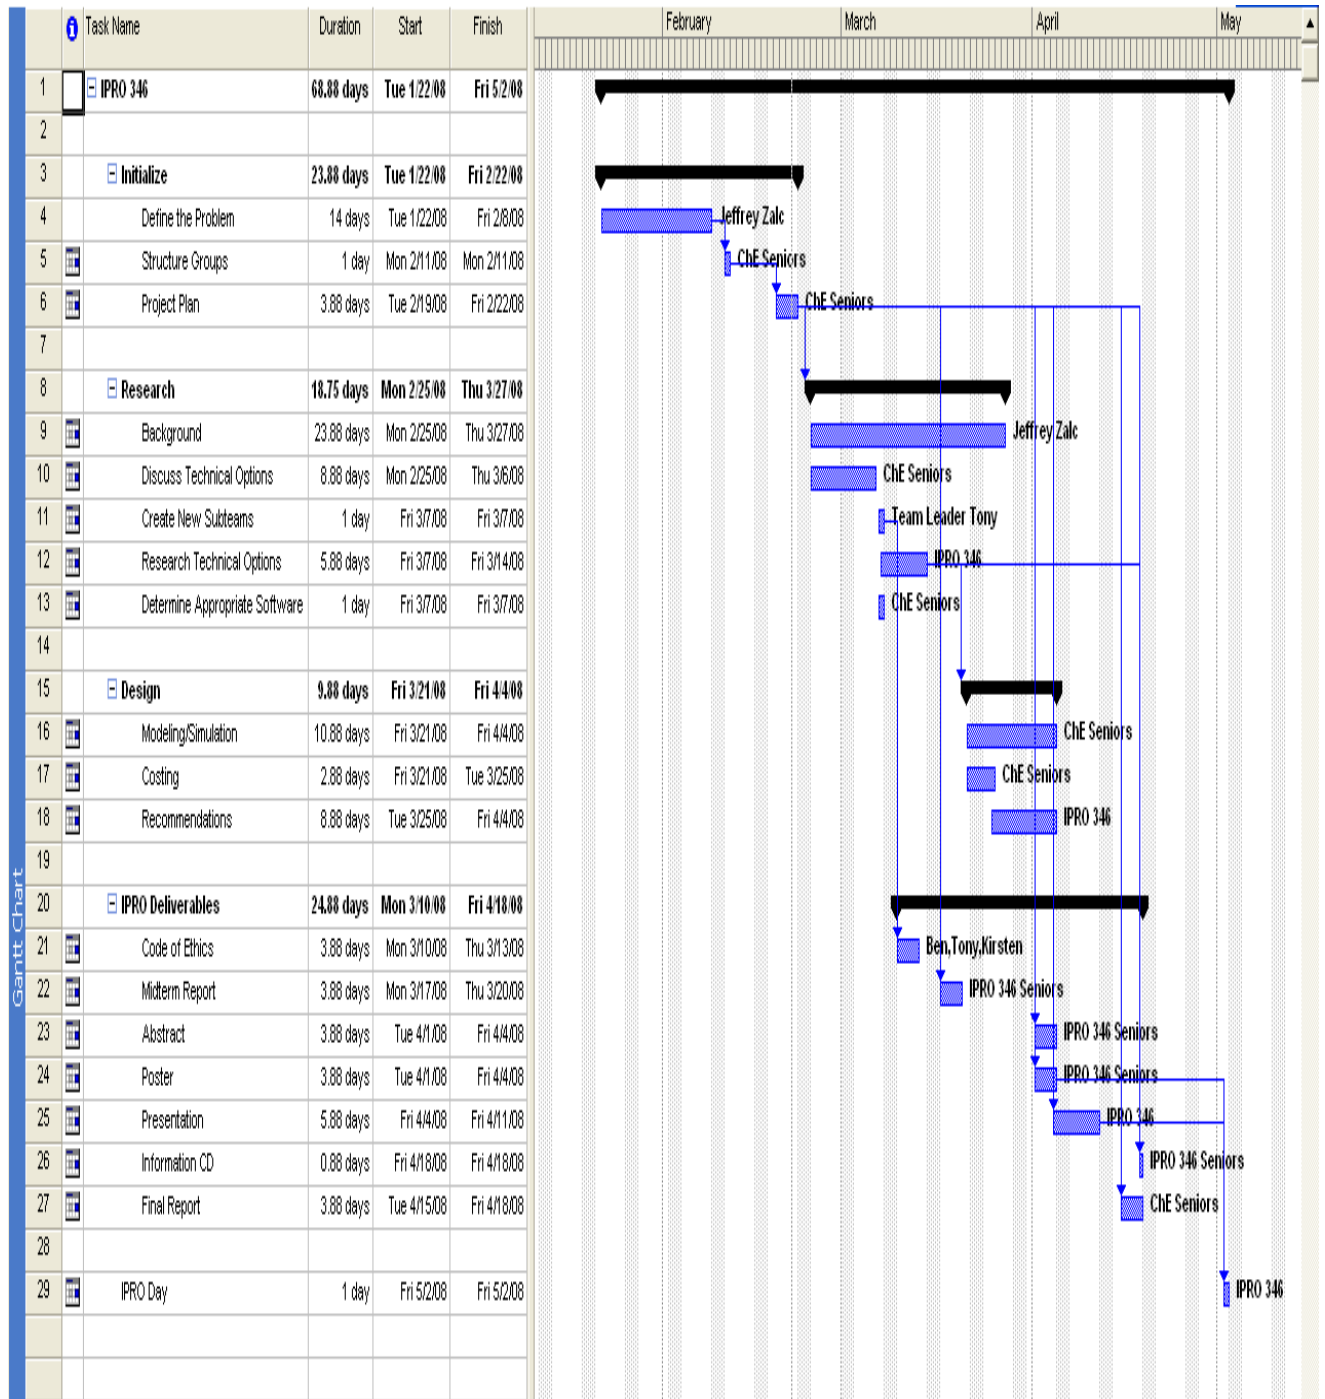 Task Name Duration Start Finish February March April May
1 IPRO 346 68.88 days Tue 1/22/08 Fri 5/2/08
2
3 Initialize 23.88 days Tue 1/22/08 Fri 2/22/08
4 Define the Problem 14 days Tue 1/22/08 Fri 2/8/08 Jeffrey Zalc
5 Structure Groups 1 day Mon 2/11/08 Mon 2/11/08 ChE Seniors
6 Project Plan 3.88 days Tue 2/19/08 Fri 2/22/08 ChE Seniors
7
8 Research 18.75 days Mon 2/25/08 Thu 3/27/08
9 Background 23.88 days Mon 2/25/08 Thu 3/27/08 Jeffrey Zalc
10 Discuss Technical Options 8.88 days Mon 2/25/08 Thu 3/6/08 ChE Seniors
11 Create New Subteams 1 day Fri 3/7/08 Fri 3/7/08 Team Leader Tony
12 Research Technical Options 5.88 days Fri 3/7/08 Fri 3/14/08 IPRO 346
13 Determine Appropriate Software 1 day Fri 3/7/08 Fri 3/7/08 ChE Seniors
14
15 Design 9.88 days Fri 3/21/08 Fri 4/4/08
16 Modeling/Simulation 10.88 days Fri 3/21/08 Fri 4/4/08 ChE Seniors
17 Costing 2.88 days Fri 3/21/08 Tue 3/25/08 ChE Seniors
18 Recommendations 8.88 days Tue 3/25/08 Fri 4/4/08 IPRO 346
19
20 IPRO Deliverables 24.88 days Mon 3/10/08 Fri 4/18/08
21 Code of Ethics 3.88 days Mon 3/10/08 Thu 3/13/08 Ben,Tony,Kirsten
22 Midterm Report 3.88 days Mon 3/17/08 Thu 3/20/08 IPRO 346 Seniors
23 Abstract 3.88 days Tue 4/1/08 Fri 4/4/08 IPRO 346 Seniors
24 Poster 3.88 days Tue 4/1/08 Fri 4/4/08 IPRO 346 Seniors
25 Presentation 5.88 days Fri 4/4/08 Fri 4/11/08 IPRO 346
26 Information CD 0.88 days Fri 4/18/08 Fri 4/18/08 IPRO 346 Seniors
27 Final Report 3.88 days Tue 4/15/08 Fri 4/18/08 ChE Seniors
28
29 IPRO Day 1 day Fri 5/2/08 Fri 5/2/08 IPRO 346
Gantt Chart